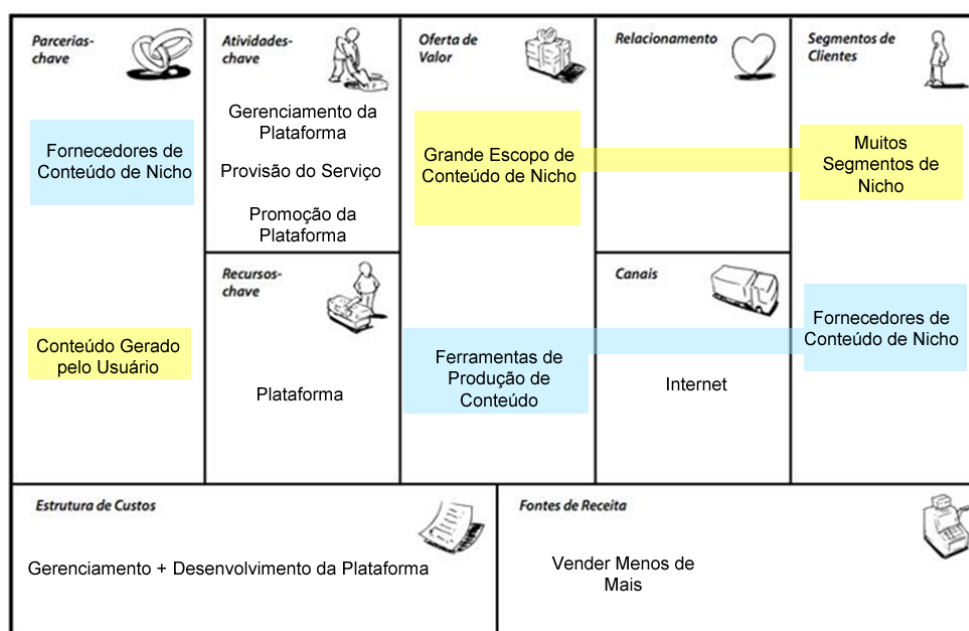 Parcerias-
chave
Fornecedores de
Conteúdo de Nicho
Conteúdo Gerado
pelo Usuário
Atividades-
chave
Gerenciamento da
Plataforma
Provisão do Serviço
Promoção da
Plataforma
Recursos-
chave
Plataforma
Oferta de
Valor
Grande Escopo de
Conteúdo de Nicho
Ferramentas de
Produção de
Conteúdo
Relacionamento
Canais
Internet
Segmentos de
Clientes
Muitos
Segmentos de
Nicho
Fornecedores de
Conteúdo de Nicho
Estrutura de Custos
Gerenciamento + Desenvolvimento da Plataforma
Fontes de Receita
Vender Menos de
Mais